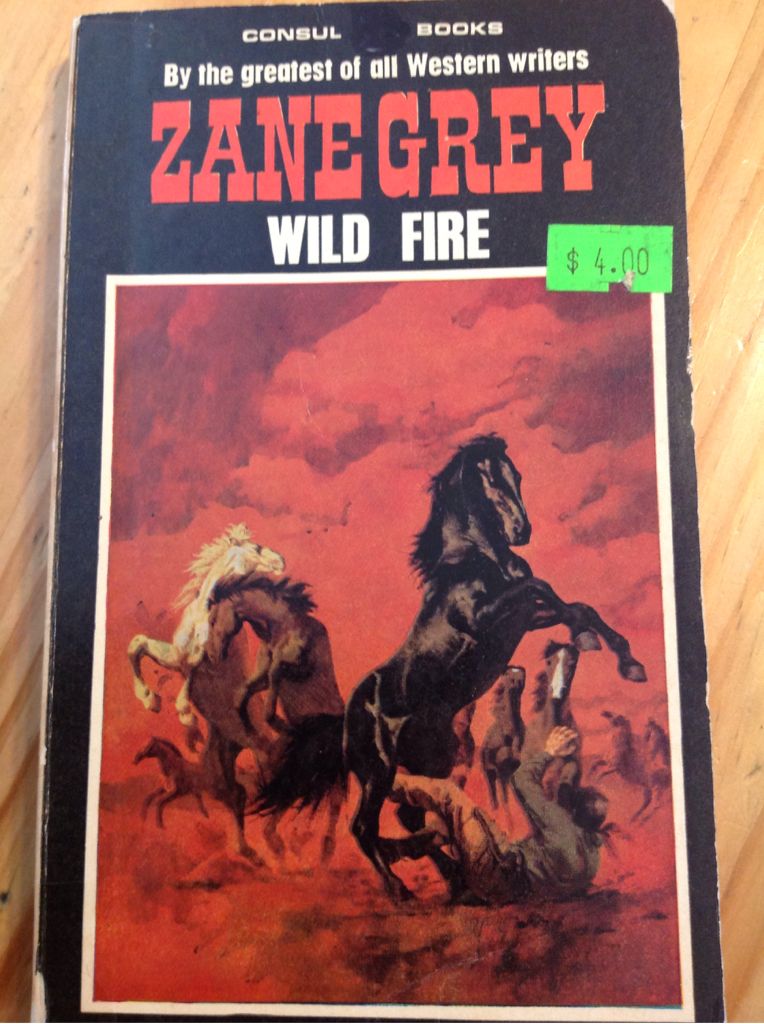 CONSUL BOOKS
By the greatest of all Western writers
ZANE GREY
WILD FIRE
$ 4.00